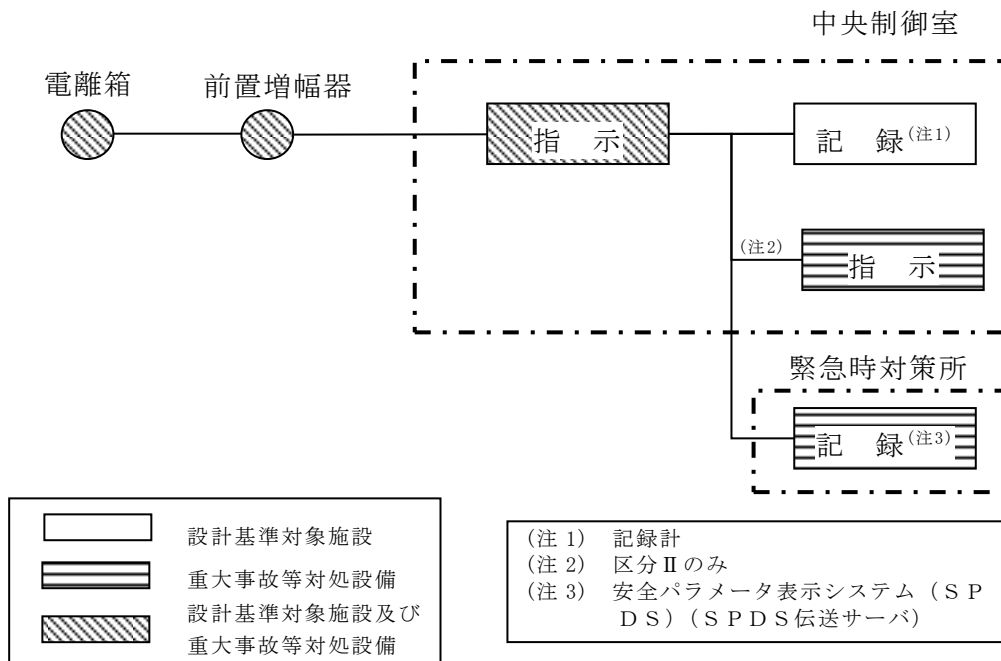 中央制御室
電離箱
前置増幅器
指　示
記　録(注1)
(注2)
指　示
緊急時対策所
記　録(注3)
設計基準対象施設
重大事故等対処設備
設計基準対象施設及び
重大事故等対処設備
(注 1)　記録計
(注 2)　区分Ⅱのみ
(注 3)　安全パラメータ表示システム（ＳＰ
ＤＳ）(ＳＰＤＳ伝送サーバ）